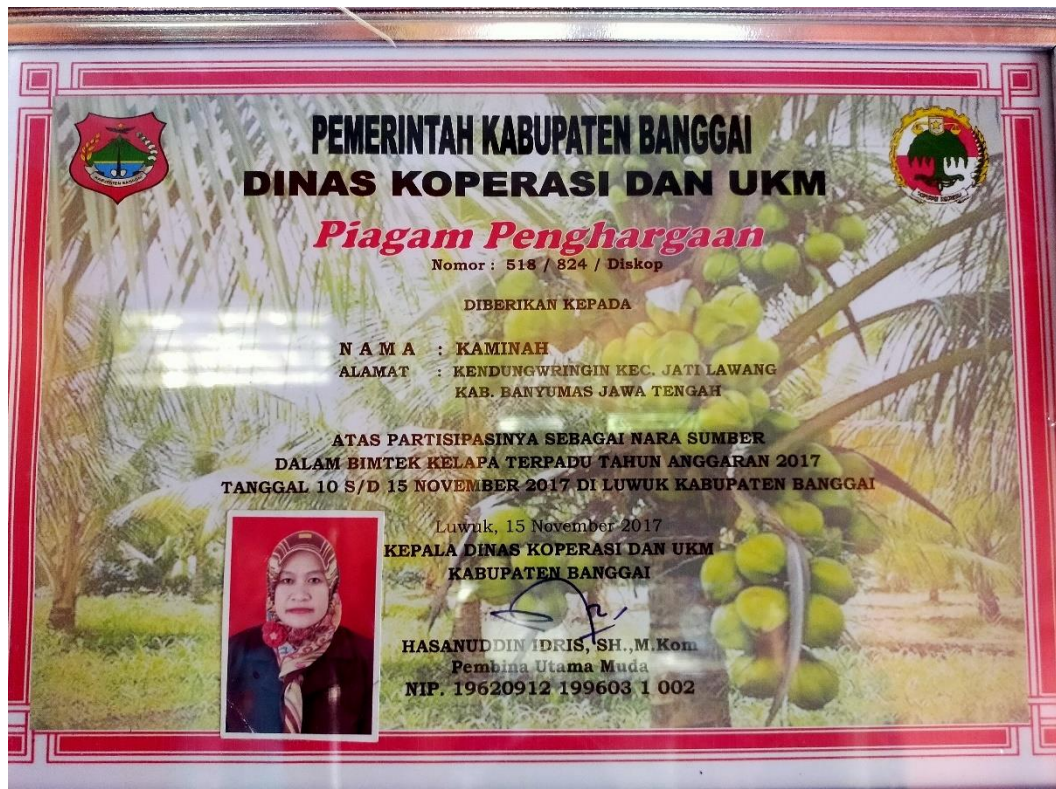 PEMERINTAH KABUPATEN BANGGAI
DINAS KOPERASI DAN UKM
Piagam Penghargaan
Nomor : 518 / 824 / Diskop
DIBERIKAN KEPADA
N A M A : KAMINAH
ALAMAT : KENDUNGWRINGIN KEC. JATI LAWANG
KAB. BANYUMAS JAWA TENGAH
ATAS PARTISIPASINYA SEBAGAI NARA SUMBER
DALAM BIMTEK KELAPA TERPADU TAHUN ANGGARAN 2017
TANGGAL 10 S/D 15 NOVEMBER 2017 DI LUWUK KABUPATEN BANGGAI
Luwuk, 15 November 2017
KEPALA DINAS KOPERASI DAN UKM
KABUPATEN BANGGAI
HASANUDDIN IDRIS, SH.,M.Kom
Pembina Utama Muda
NIP. 19620912 199603 1 002